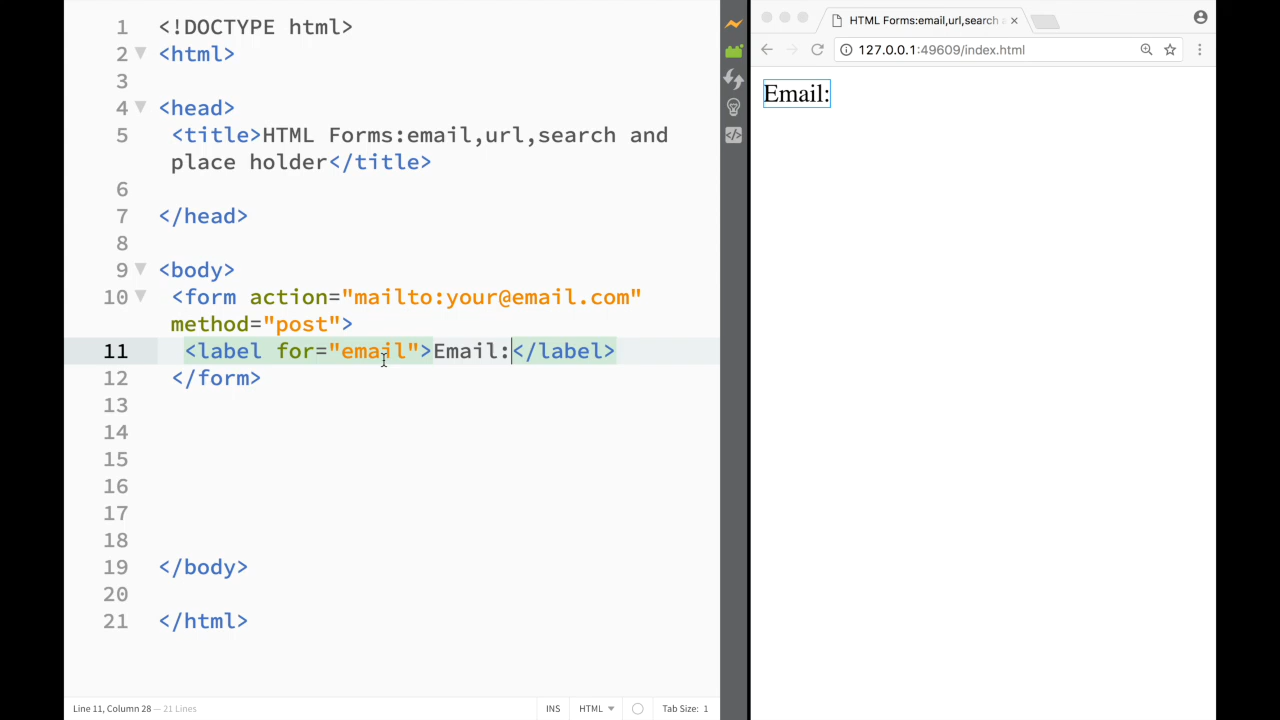 1 <!DOCTYPE html>
2 <html>
3
4 <head>
5 <title>HTML Forms:email,url,search and
place holder</title>
6
7 </head>
8
9 <body>
10 <form action="mailto:your@email.com"
method="post">
11 <label for="email">Email:</label>
12 </form>
13
14
15
16
17
18
19 </body>
20
21 </html>
Line 11, Column 28 — 21 Lines
INS HTML Tab Size: 1
HTML Forms:email,url,search a
127.0.0.1:49609/index.html
Email: